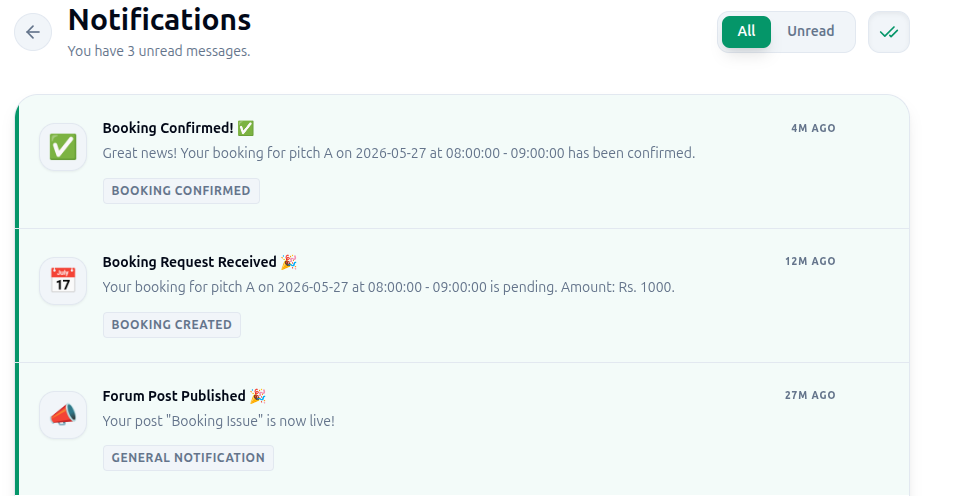 Notifications
You have 3 unread messages.
All
Unread
Booking Confirmed! ✅
4M AGO
Great news! Your booking for pitch A on 2026-05-27 at 08:00:00 - 09:00:00 has been confirmed.
BOOKING CONFIRMED
Booking Request Received 🎉
12M AGO
July
17
Your booking for pitch A on 2026-05-27 at 08:00:00 - 09:00:00 is pending. Amount: Rs. 1000.
BOOKING CREATED
Forum Post Published 🎉
27M AGO
Your post "Booking Issue" is now live!
GENERAL NOTIFICATION